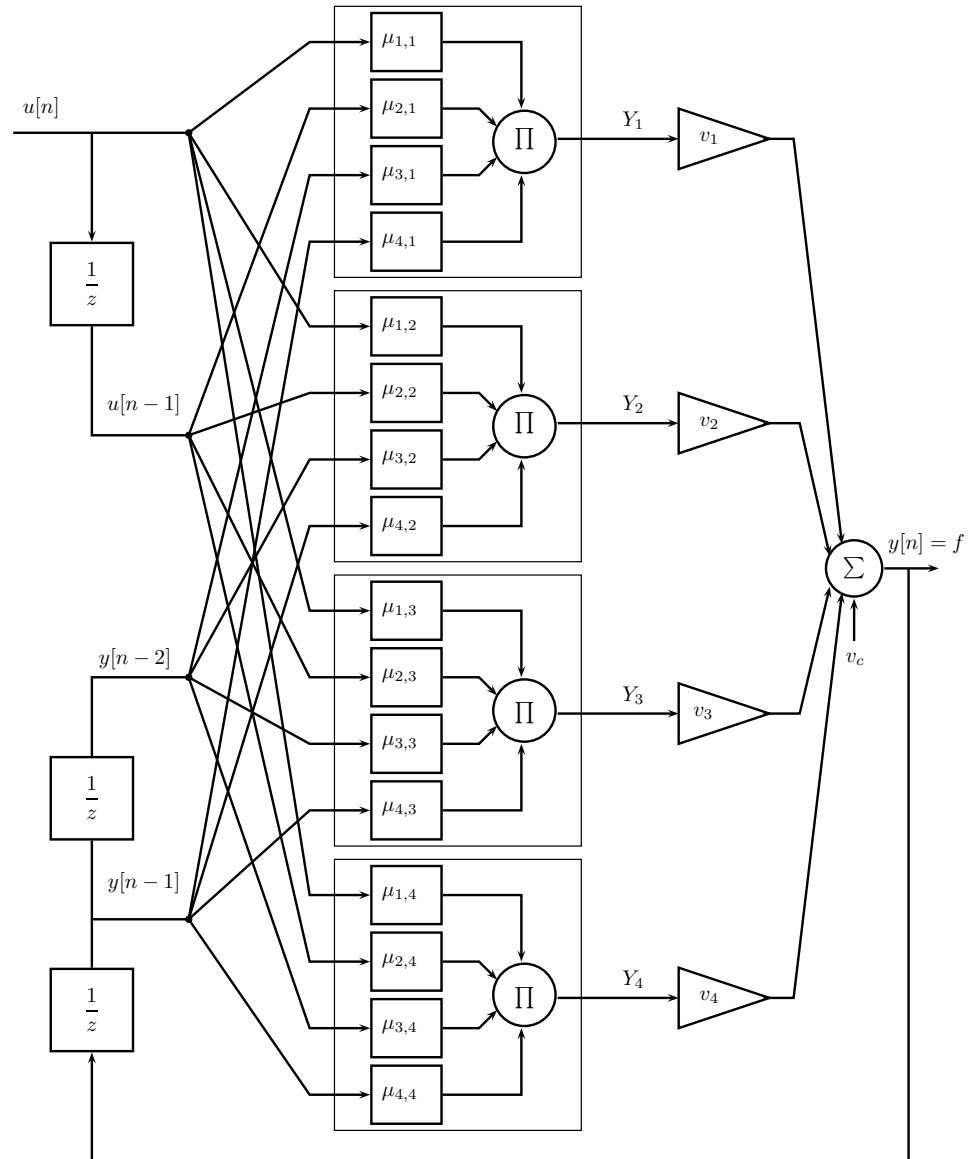 u[n]
1
z
u[n − 1]
y[n − 2]
1
z
y[n − 1]
1
z
μ1,1
μ2,1
μ3,1
μ4,1
∏
Y1
v1
μ1,2
μ2,2
μ3,2
μ4,2
∏
Y2
v2
μ1,3
μ2,3
μ3,3
μ4,3
∏
Y3
v3
μ1,4
μ2,4
μ3,4
μ4,4
∏
Y4
v4
∑
vc
y[n] = f